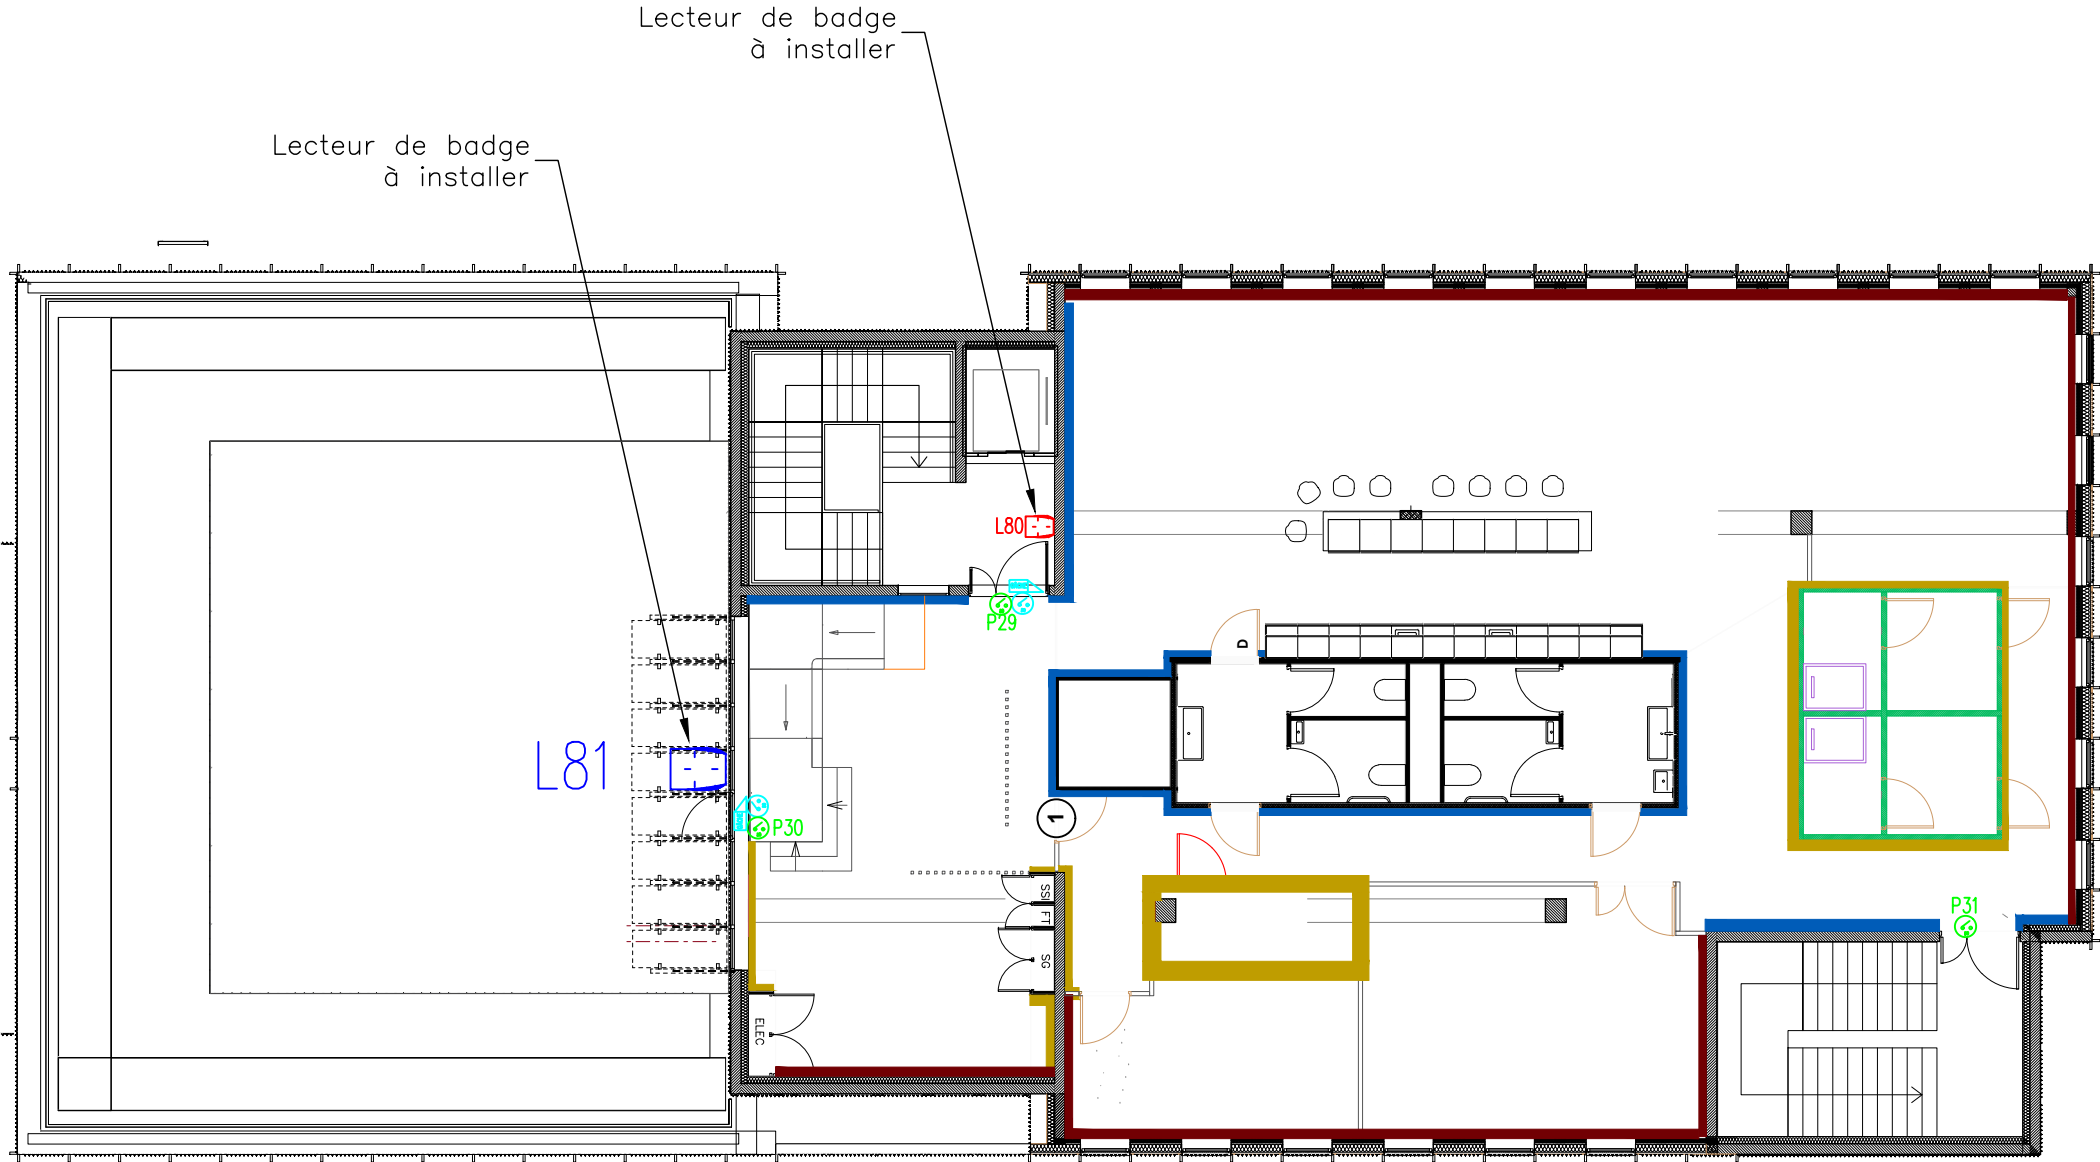 Lecteur de badge
à installer
Lecteur de badge
à installer
L80
P29
D
L81
P30
1
SSI
FT
SG
ELEC
P31